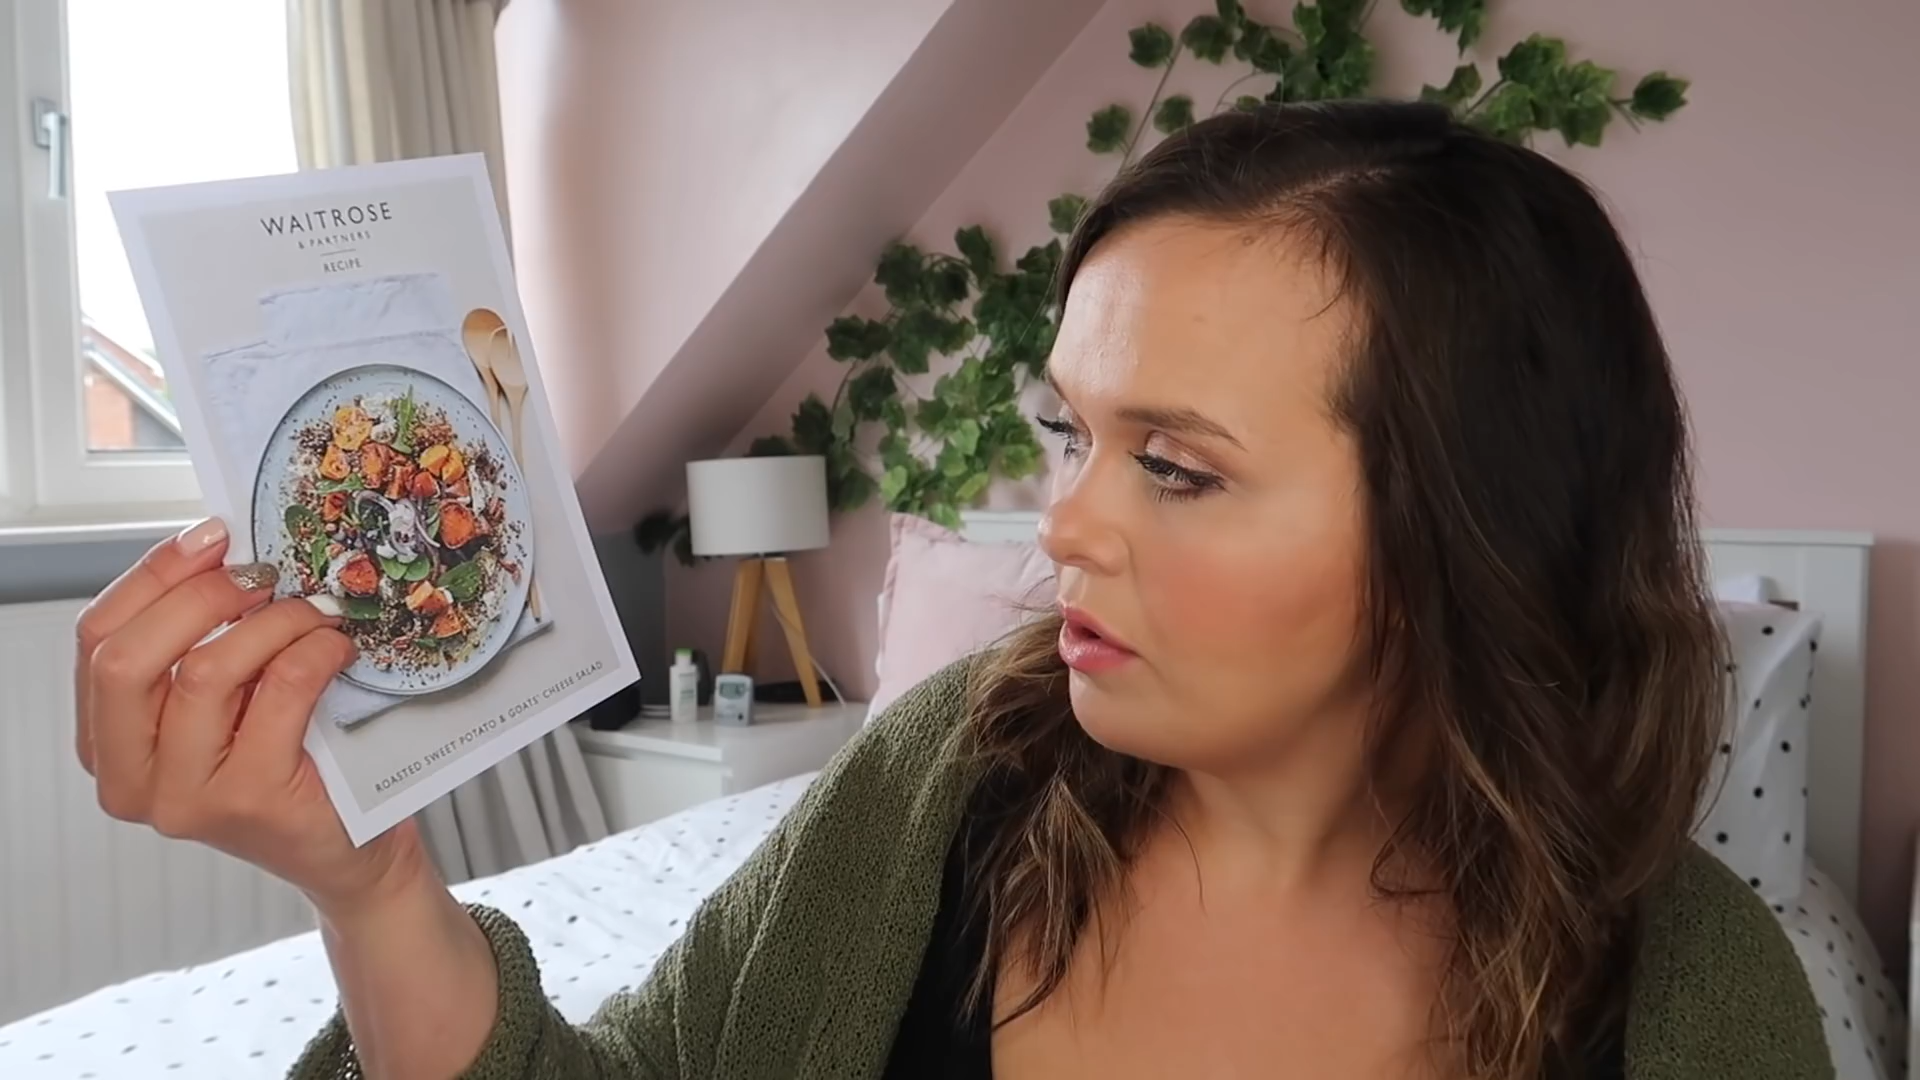 WAITROSE
& PARTNERS
RECIPE
ROASTED SWEET POTATO & GOATS' CHEESE SALAD